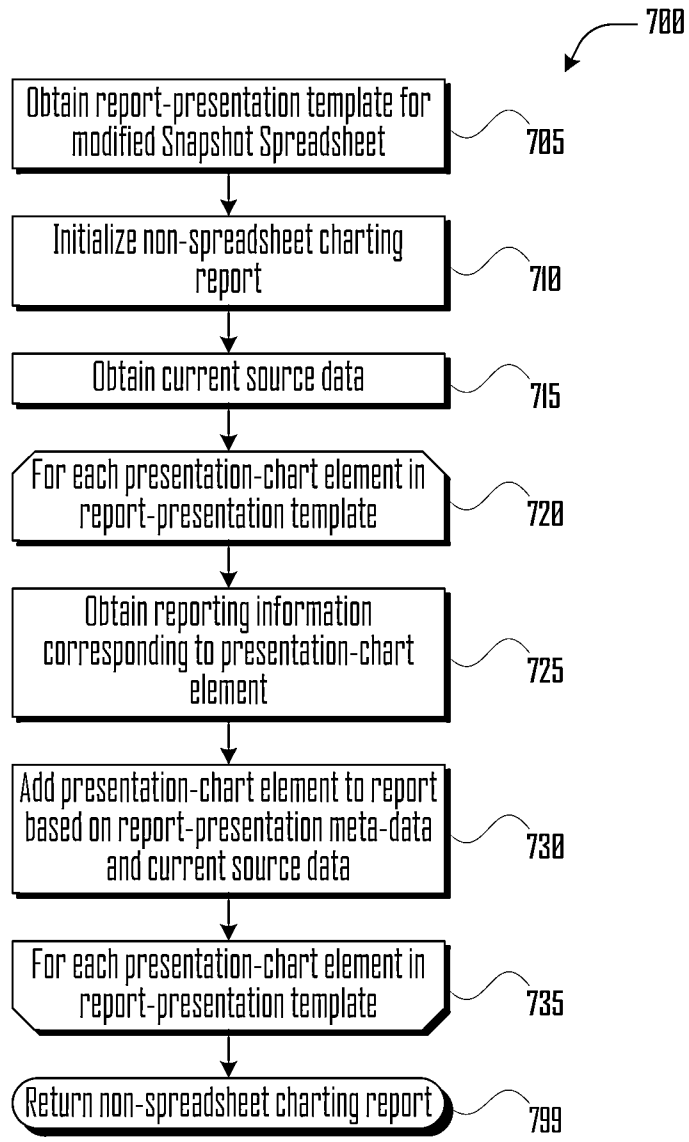 700
Obtain report-presentation template for
modified Snapshot Spreadsheet
705
Initialize non-spreadsheet charting
report
710
Obtain current source data
715
For each presentation-chart element in
report-presentation template
720
Obtain reporting information
corresponding to presentation-chart
element
725
Add presentation-chart element to report
based on report-presentation meta-data
and current source data
730
For each presentation-chart element in
report-presentation template
735
Return non-spreadsheet charting report
799